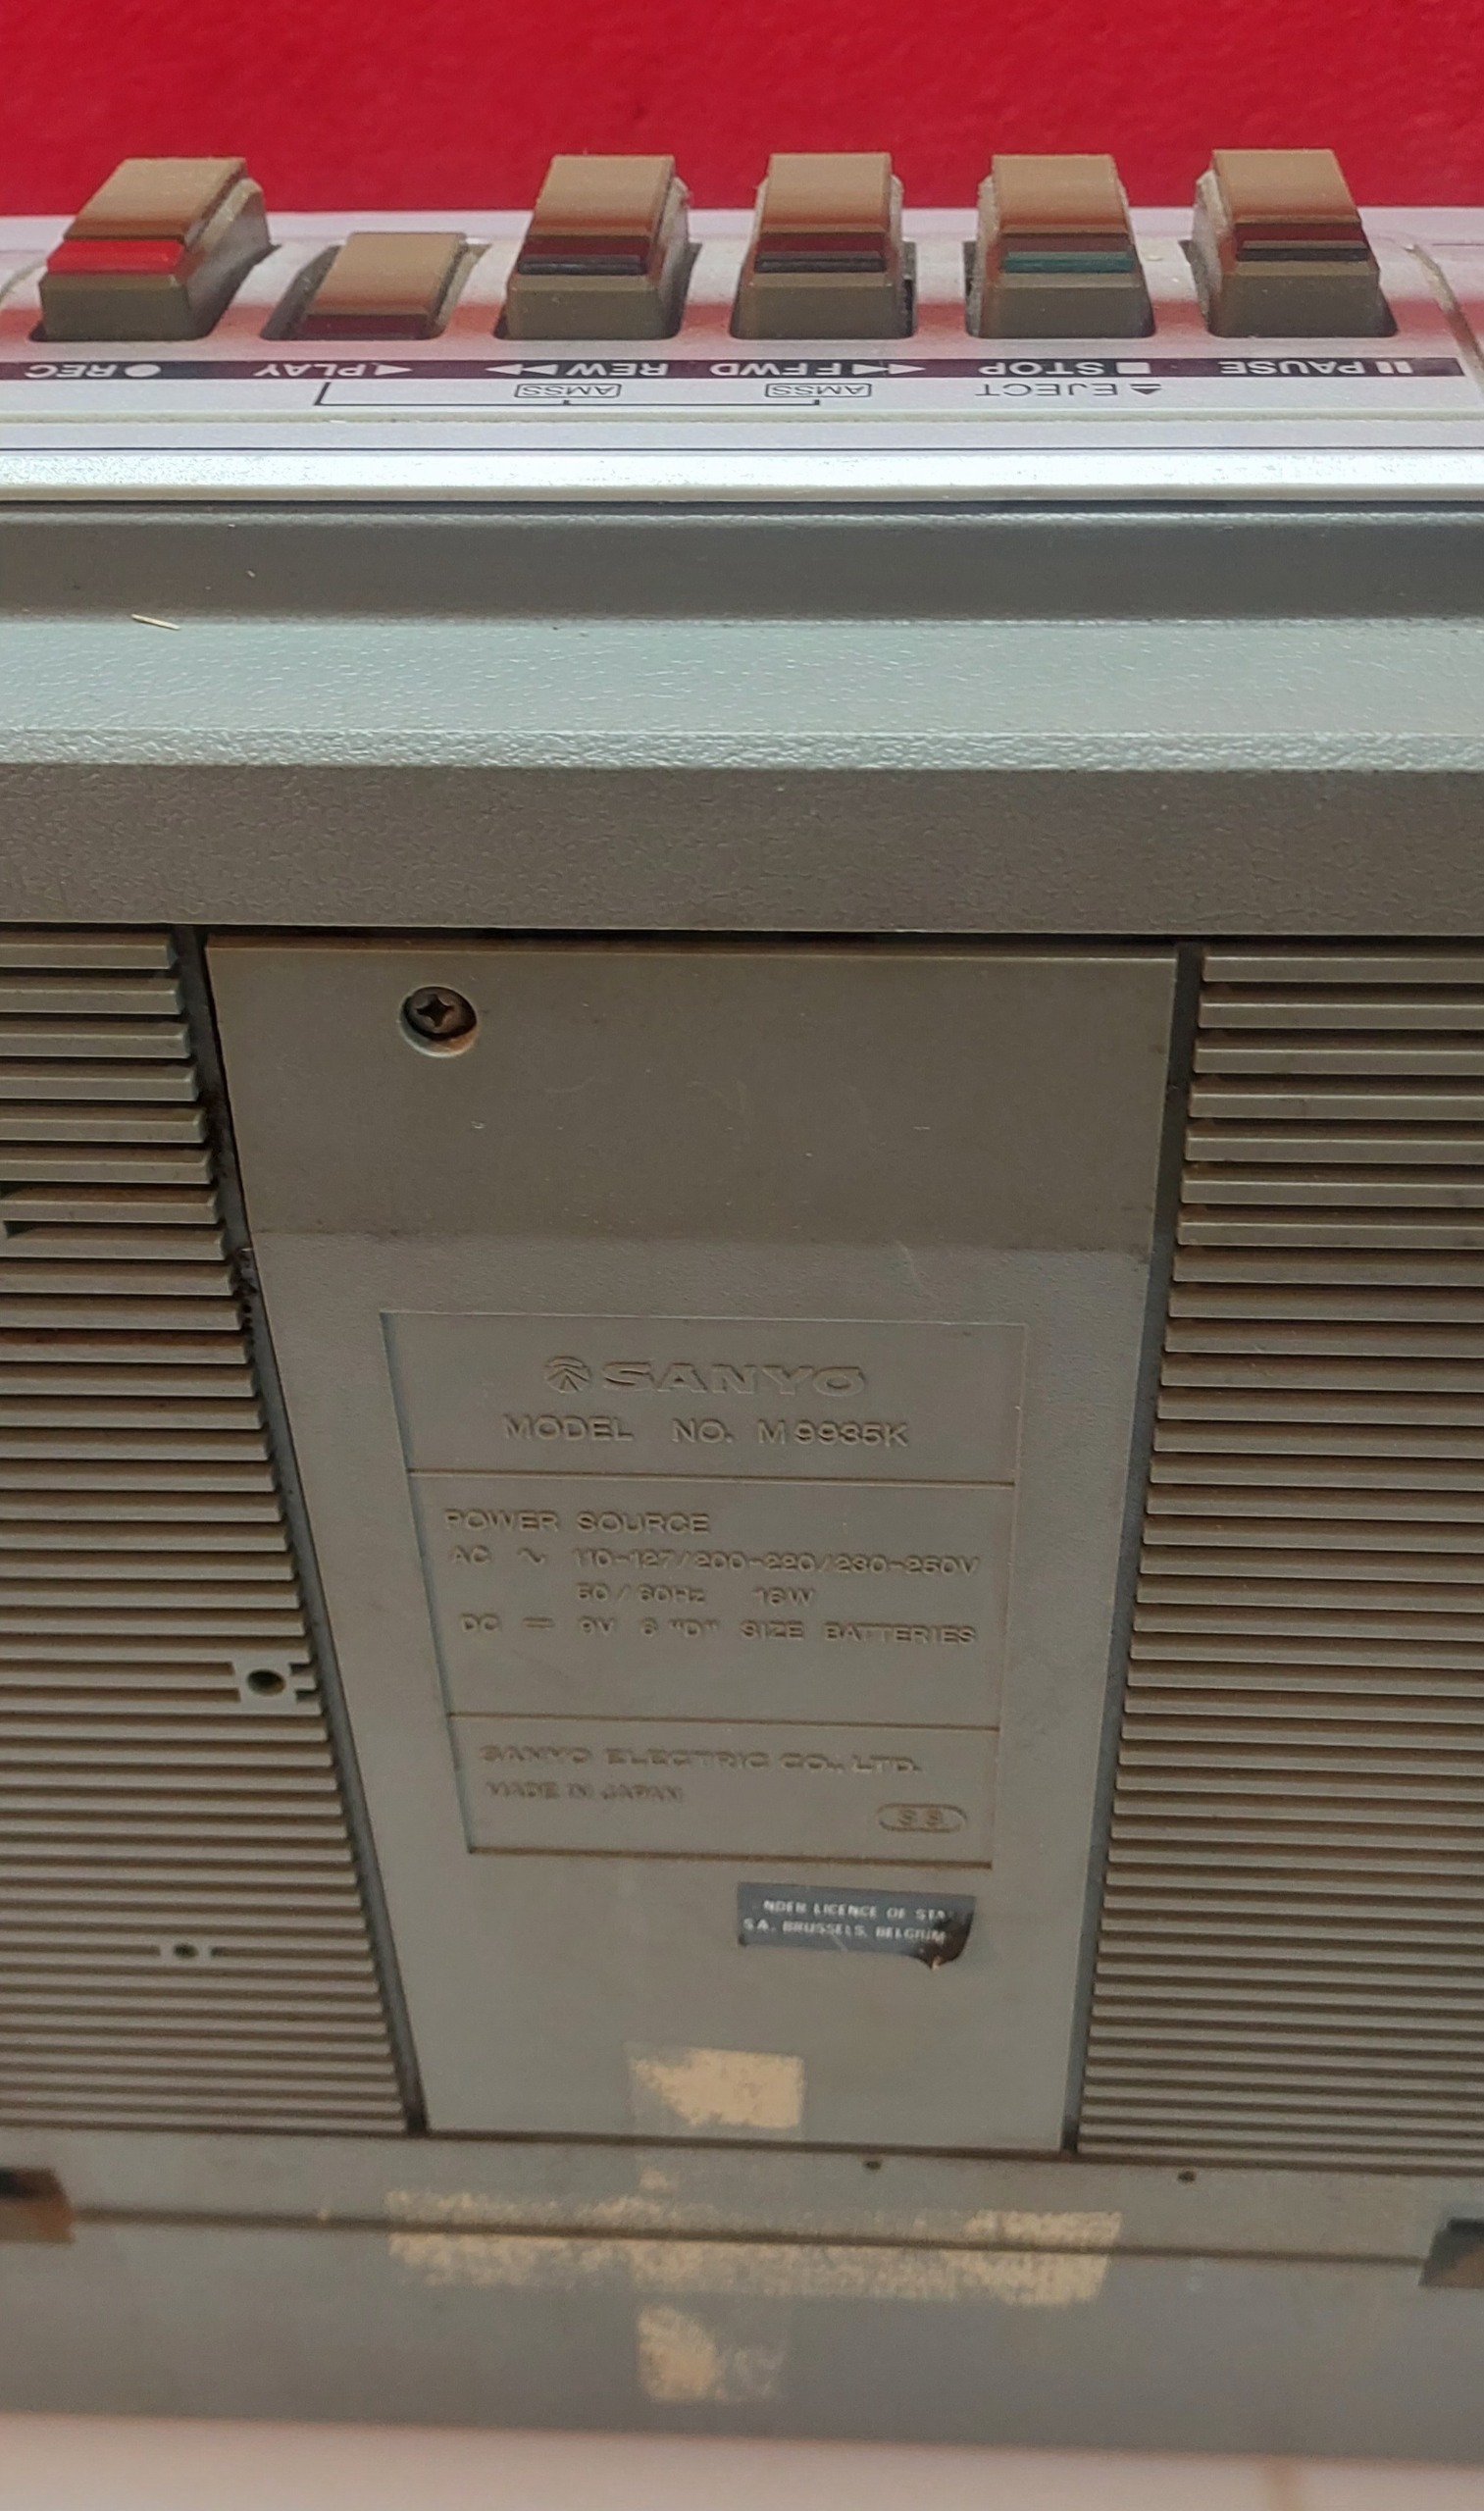 ● REC ◀ PLAY REW ▶▶ ◀◀ F.FWD ■ STOP ❚❚ PAUSE
AMSS AMSS ▲ EJECT
SANYO
MODEL NO. M9935K
POWER SOURCE
AC ∿ 110-127/200-220/230-250V
50/60Hz 16W
DC ⎓ 9V 6 "D" SIZE BATTERIES
SANYO ELECTRIC CO., LTD.
MADE IN JAPAN
NDER LICENCE OF STA
S.A. BRUSSELS, BELGIUM